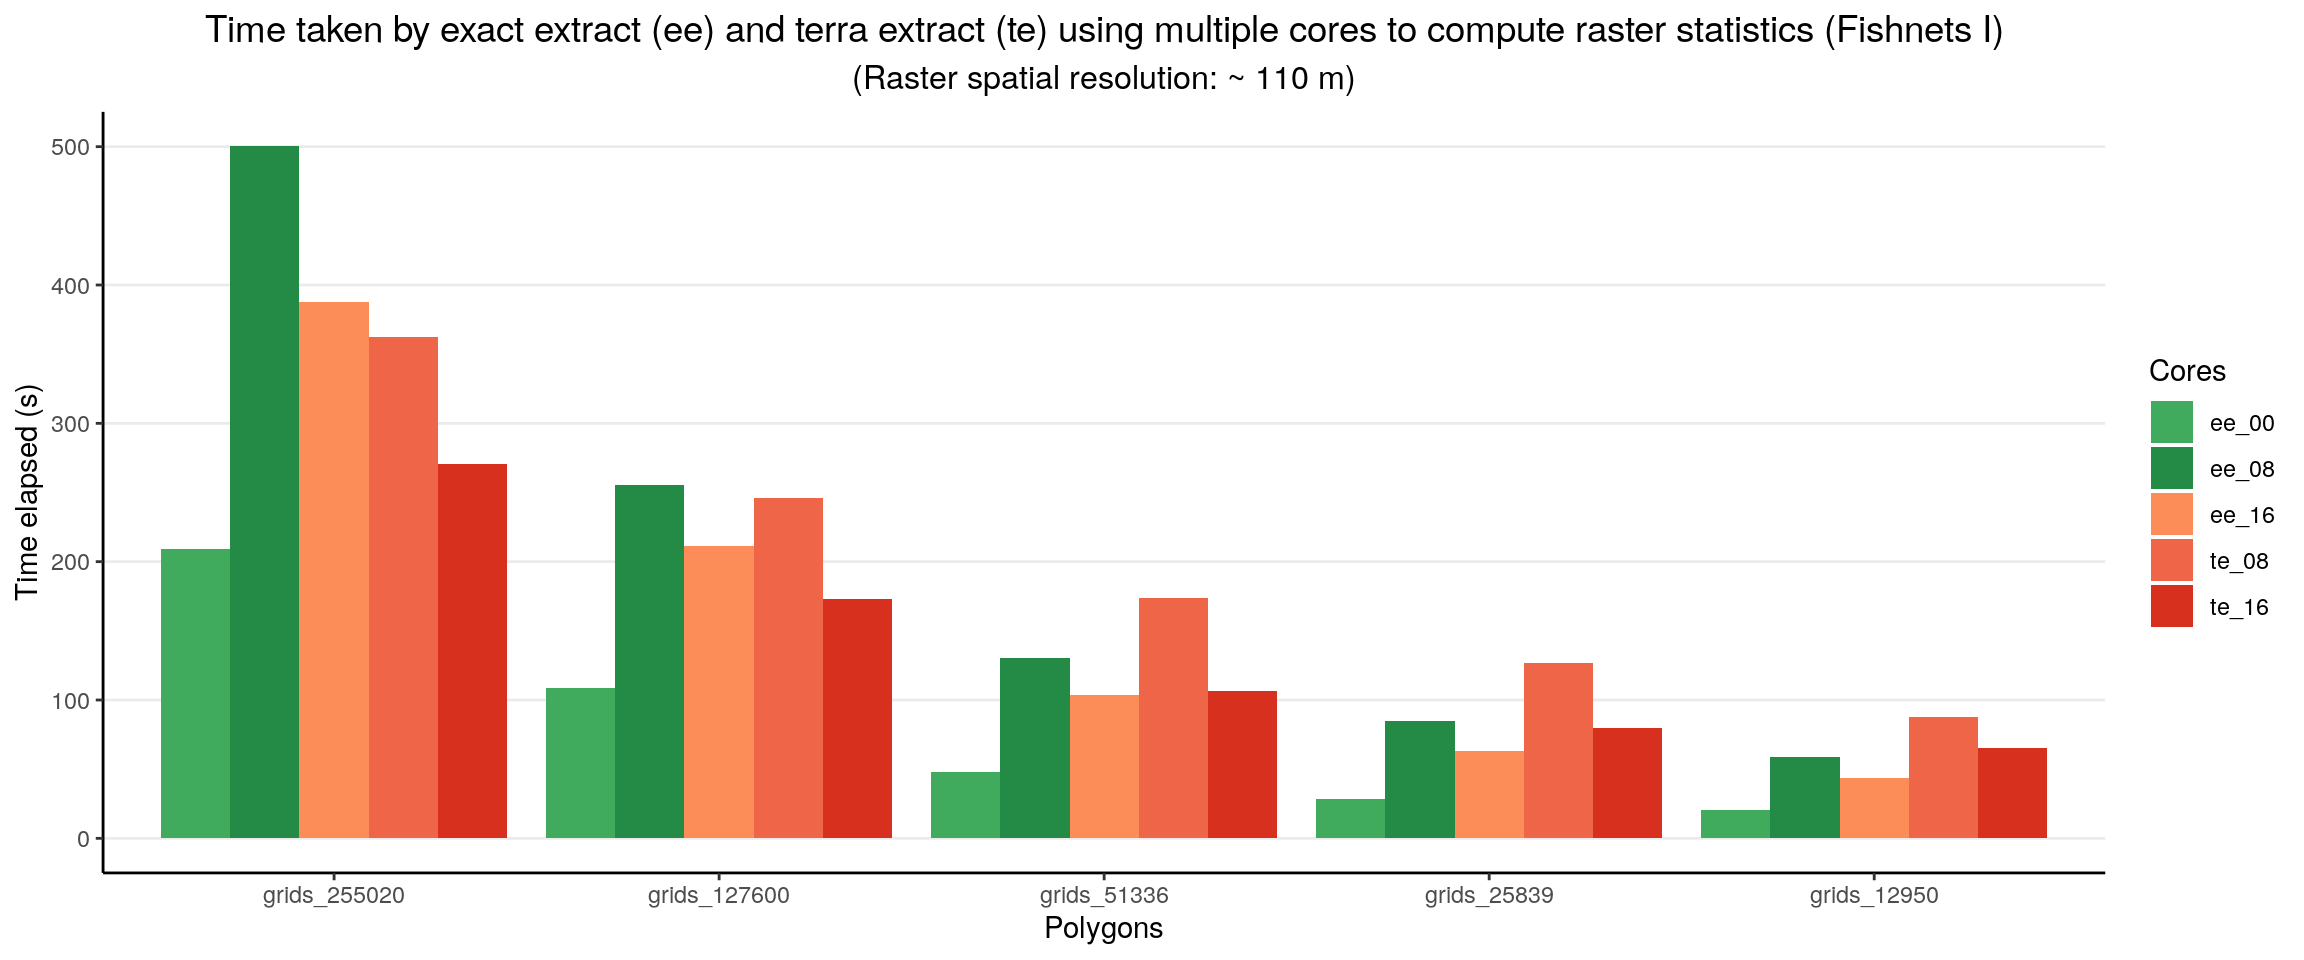 Time taken by exact extract (ee) and terra extract (te) using multiple cores to compute raster statistics (Fishnets I)
(Raster spatial resolution: ~ 110 m)
Time elapsed (s)
500
400
300
200
100
0
grids_255020
grids_127600
grids_51336
grids_25839
grids_12950
Polygons
Cores
ee_00
ee_08
ee_16
te_08
te_16